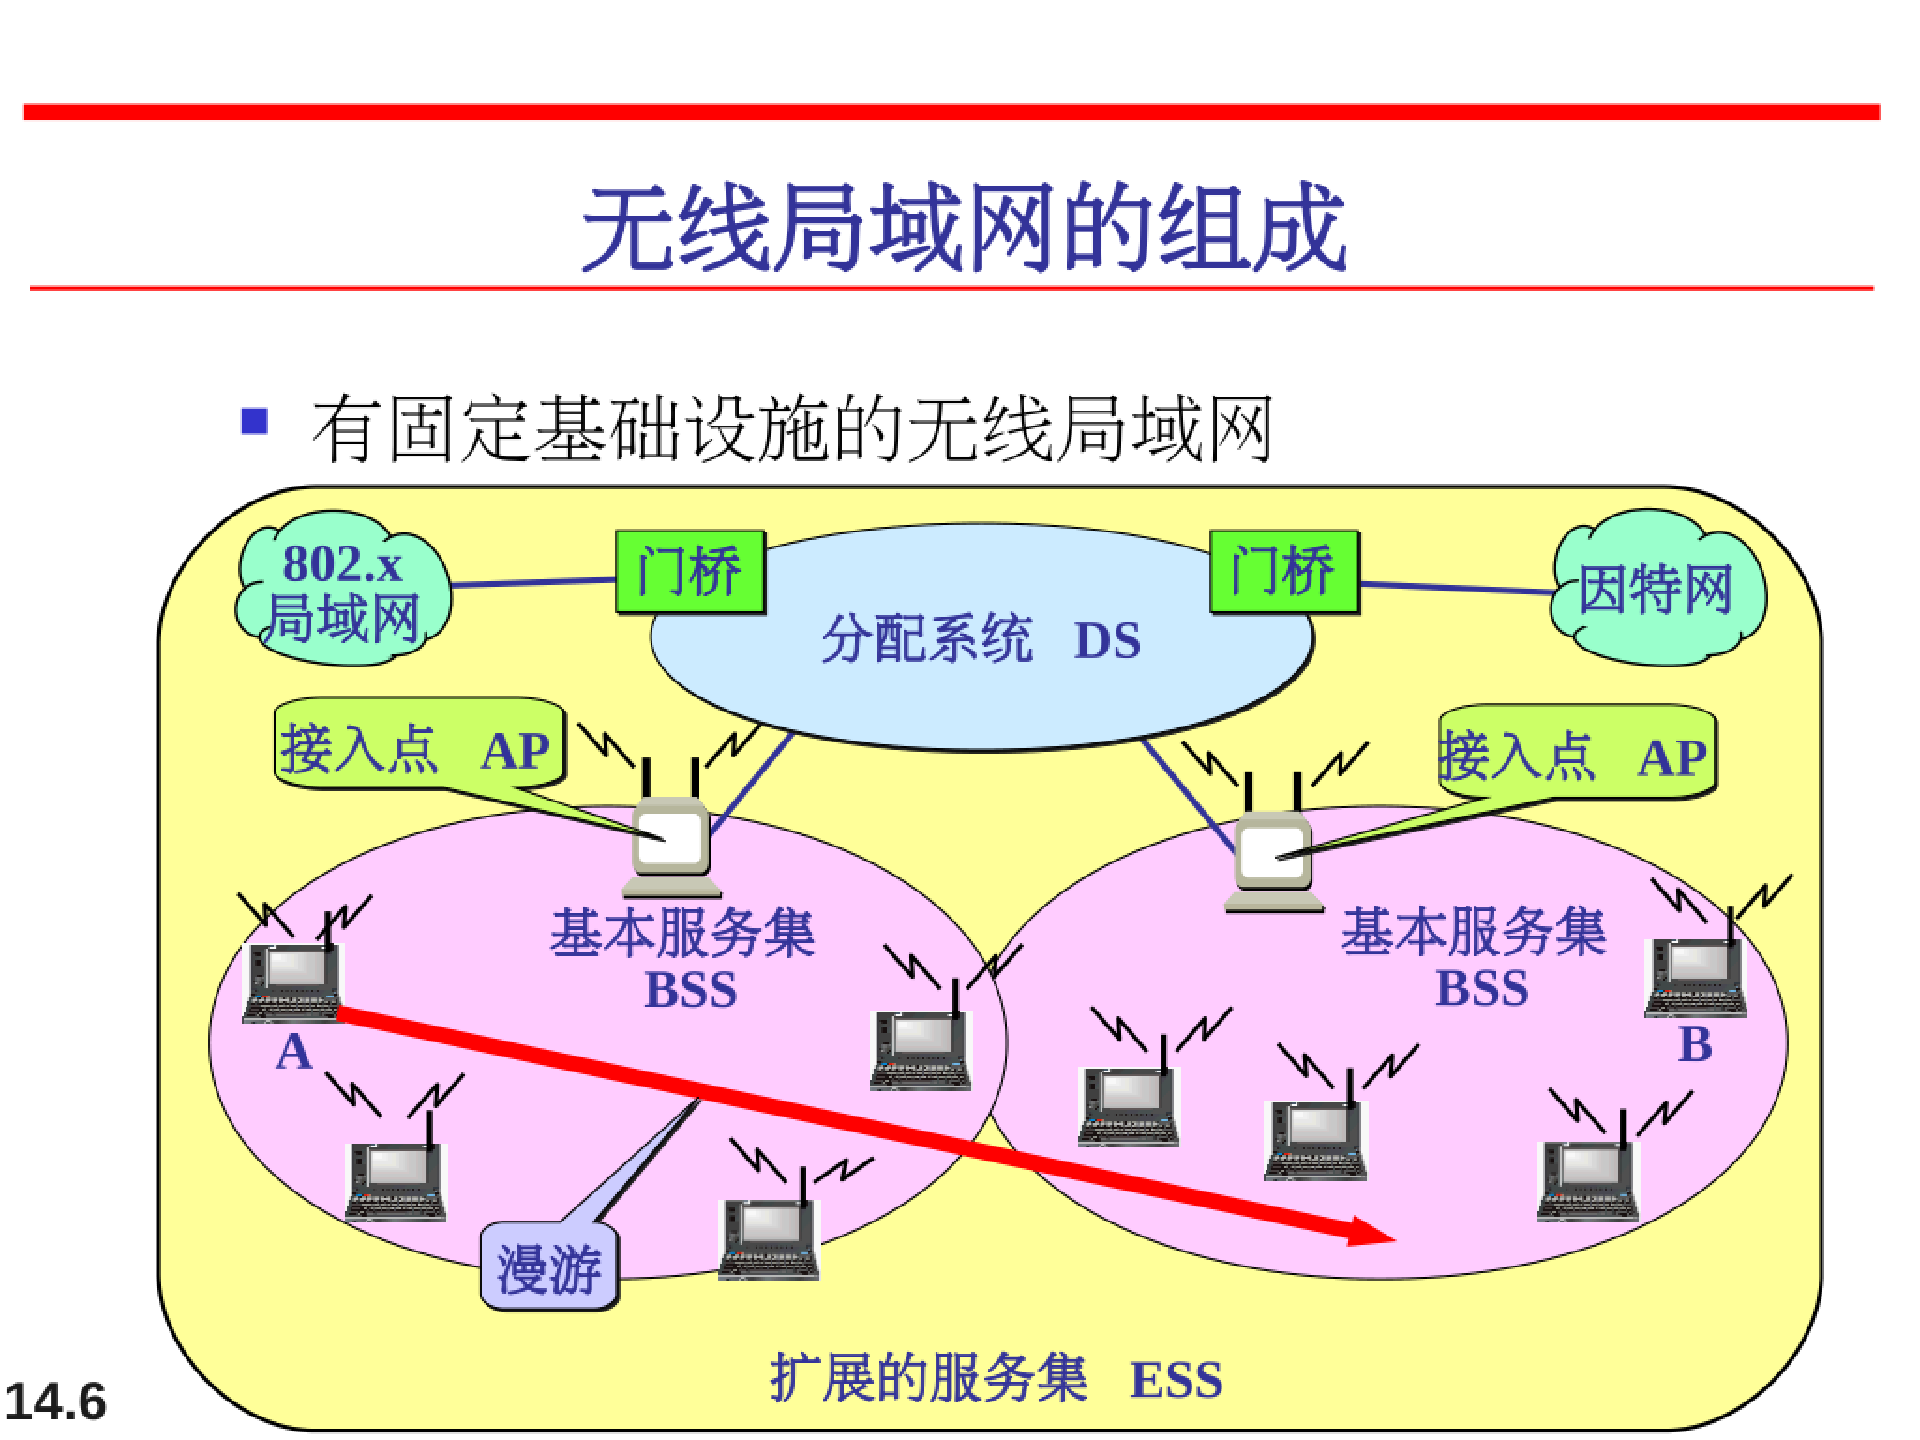 无线局域网的组成
有固定基础设施的无线局域网
802.x
局域网
门桥
门桥
因特网
分配系统 DS
接入点 AP
接入点 AP
基本服务集
BSS
基本服务集
BSS
A
B
漫游
扩展的服务集 ESS
14.6